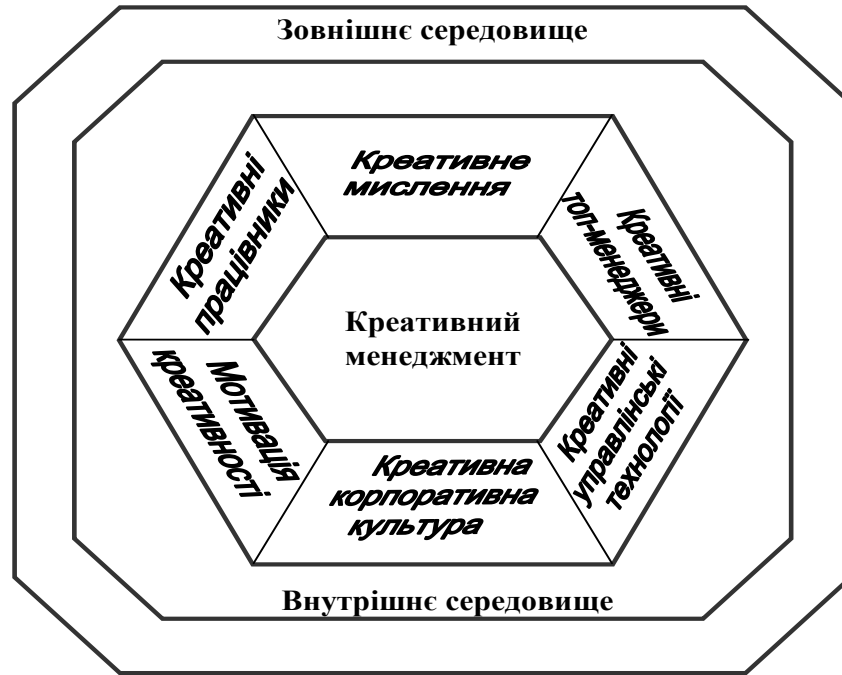 Зовнішнє середовище
Креативне
мислення
Креативні
топ-менеджери
Креативні
управлінські
технології
Креативна
корпоративна
культура
Мотивація
креативності
Креативні
працівники
Креативний
менеджмент
Внутрішнє середовище